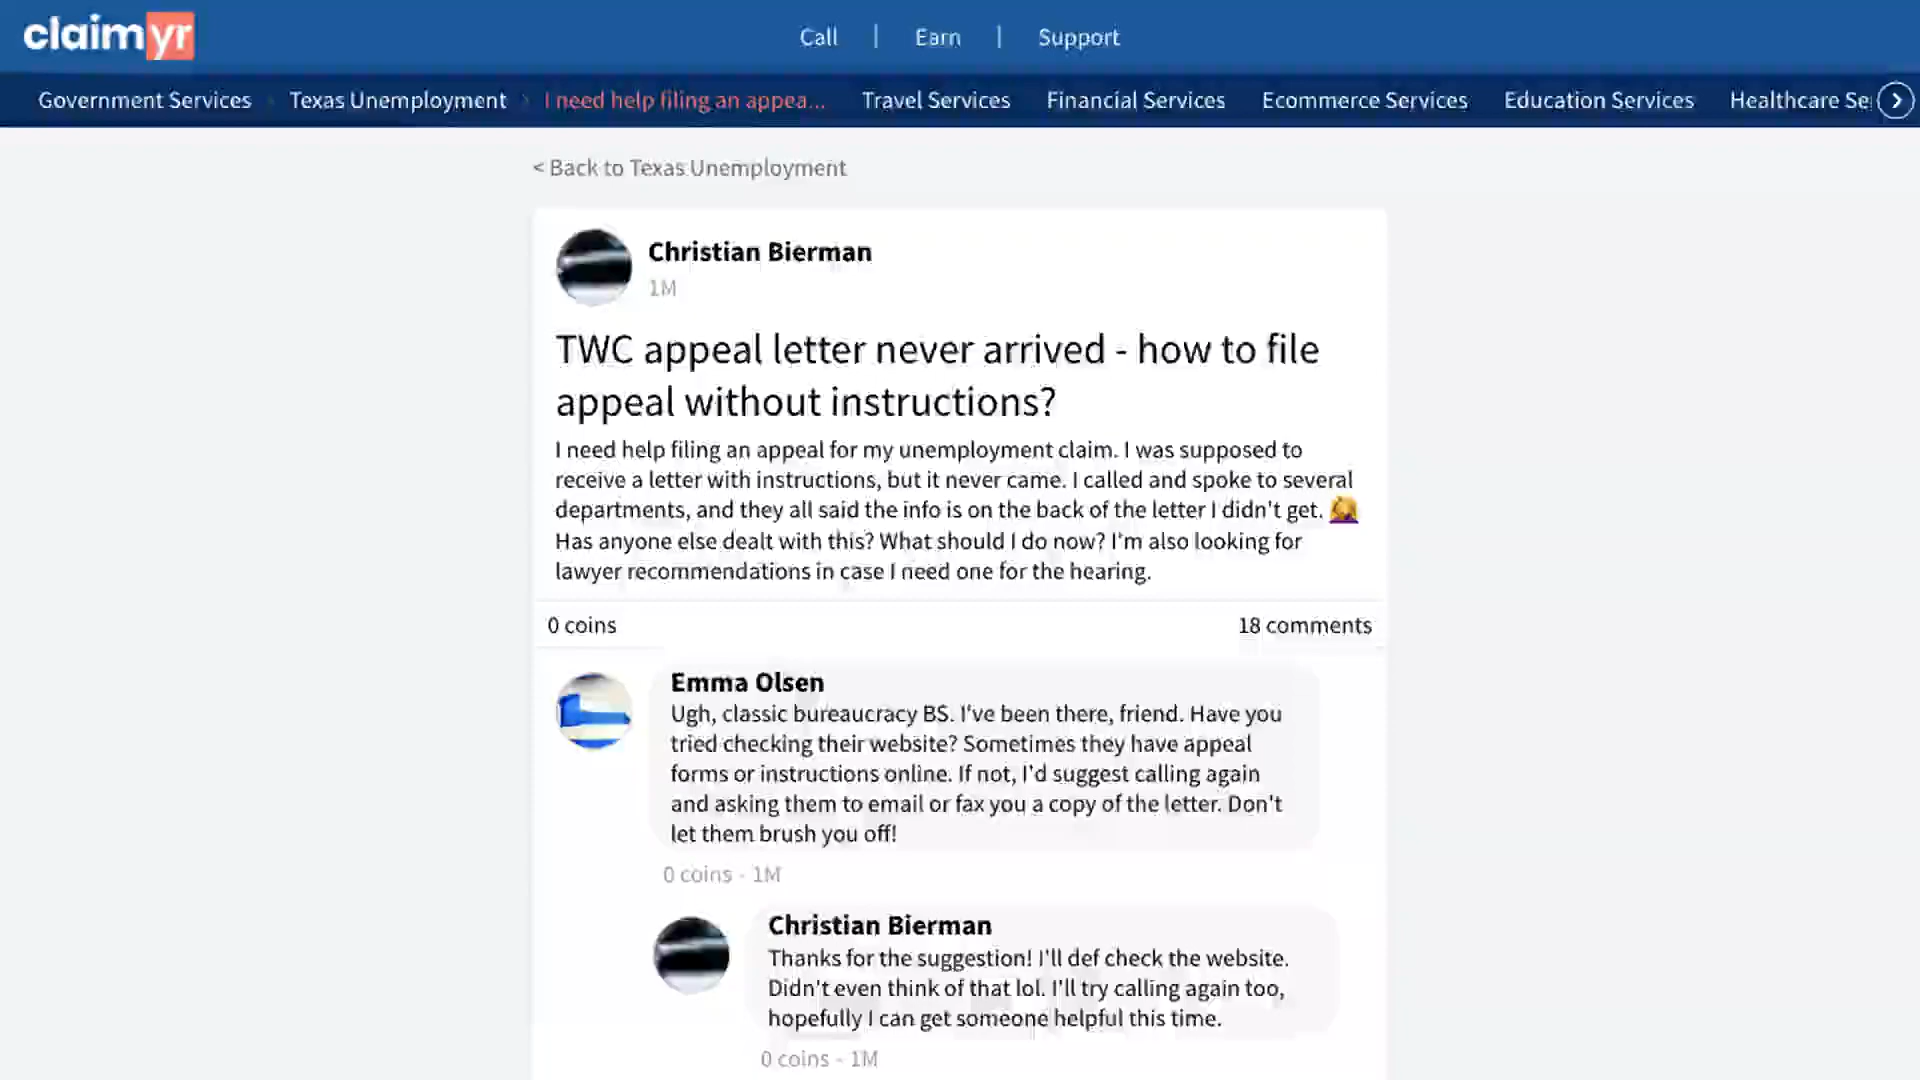 claimyr
Call | Earn | Support
Government Services > Texas Unemployment > I need help filing an appea... Travel Services Financial Services Ecommerce Services Education Services Healthcare Se
< Back to Texas Unemployment
Christian Bierman
1M
TWC appeal letter never arrived - how to file
appeal without instructions?
I need help filing an appeal for my unemployment claim. I was supposed to
receive a letter with instructions, but it never came. I called and spoke to several
departments, and they all said the info is on the back of the letter I didn't get. 🤦‍♀️
Has anyone else dealt with this? What should I do now? I'm also looking for
lawyer recommendations in case I need one for the hearing.
0 coins 18 comments
Emma Olsen
Ugh, classic bureaucracy BS. I've been there, friend. Have you
tried checking their website? Sometimes they have appeal
forms or instructions online. If not, I'd suggest calling again
and asking them to email or fax you a copy of the letter. Don't
let them brush you off!
0 coins - 1M
Christian Bierman
Thanks for the suggestion! I'll def check the website.
Didn't even think of that lol. I'll try calling again too,
hopefully I can get someone helpful this time.
0 coins - 1M